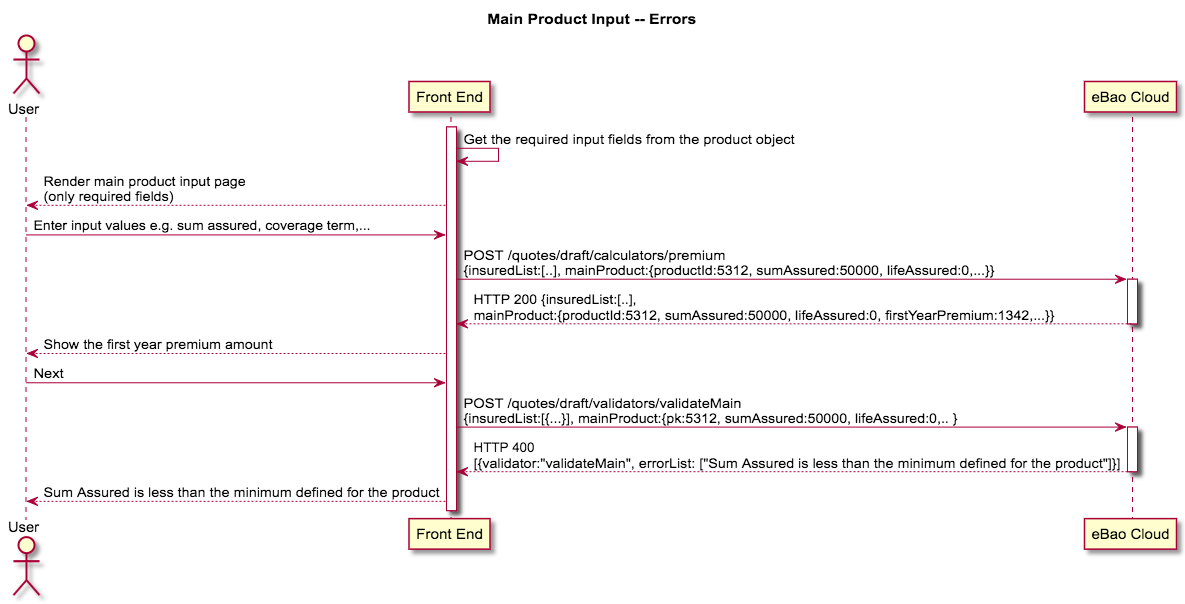 Main Product Input -- Errors
User
Front End
eBao Cloud
Get the required input fields from the product object
Render main product input page
(only required fields)
Enter input values e.g. sum assured, coverage term,...
POST /quotes/draft/calculators/premium
{insuredList:[..], mainProduct:{productId:5312, sumAssured:50000, lifeAssured:0,...}}
HTTP 200 {insuredList:[..],
mainProduct:{productId:5312, sumAssured:50000, lifeAssured:0, firstYearPremium:1342,...}}
Show the first year premium amount
Next
POST /quotes/draft/validators/validateMain
{insuredList:[{...}], mainProduct:{pk:5312, sumAssured:50000, lifeAssured:0,.. }
HTTP 400
[{validator:"validateMain", errorList: ["Sum Assured is less than the minimum defined for the product"]}]
Sum Assured is less than the minimum defined for the product
User
Front End
eBao Cloud